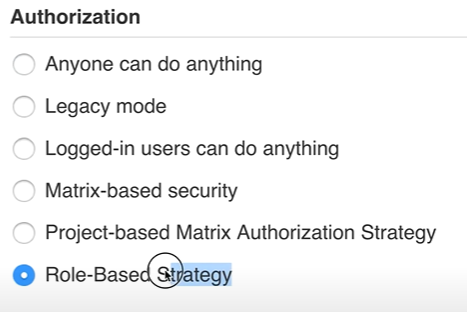 Authorization
Anyone can do anything
Legacy mode
Logged-in users can do anything
Matrix-based security
Project-based Matrix Authorization Strategy
Role-Based Strategy